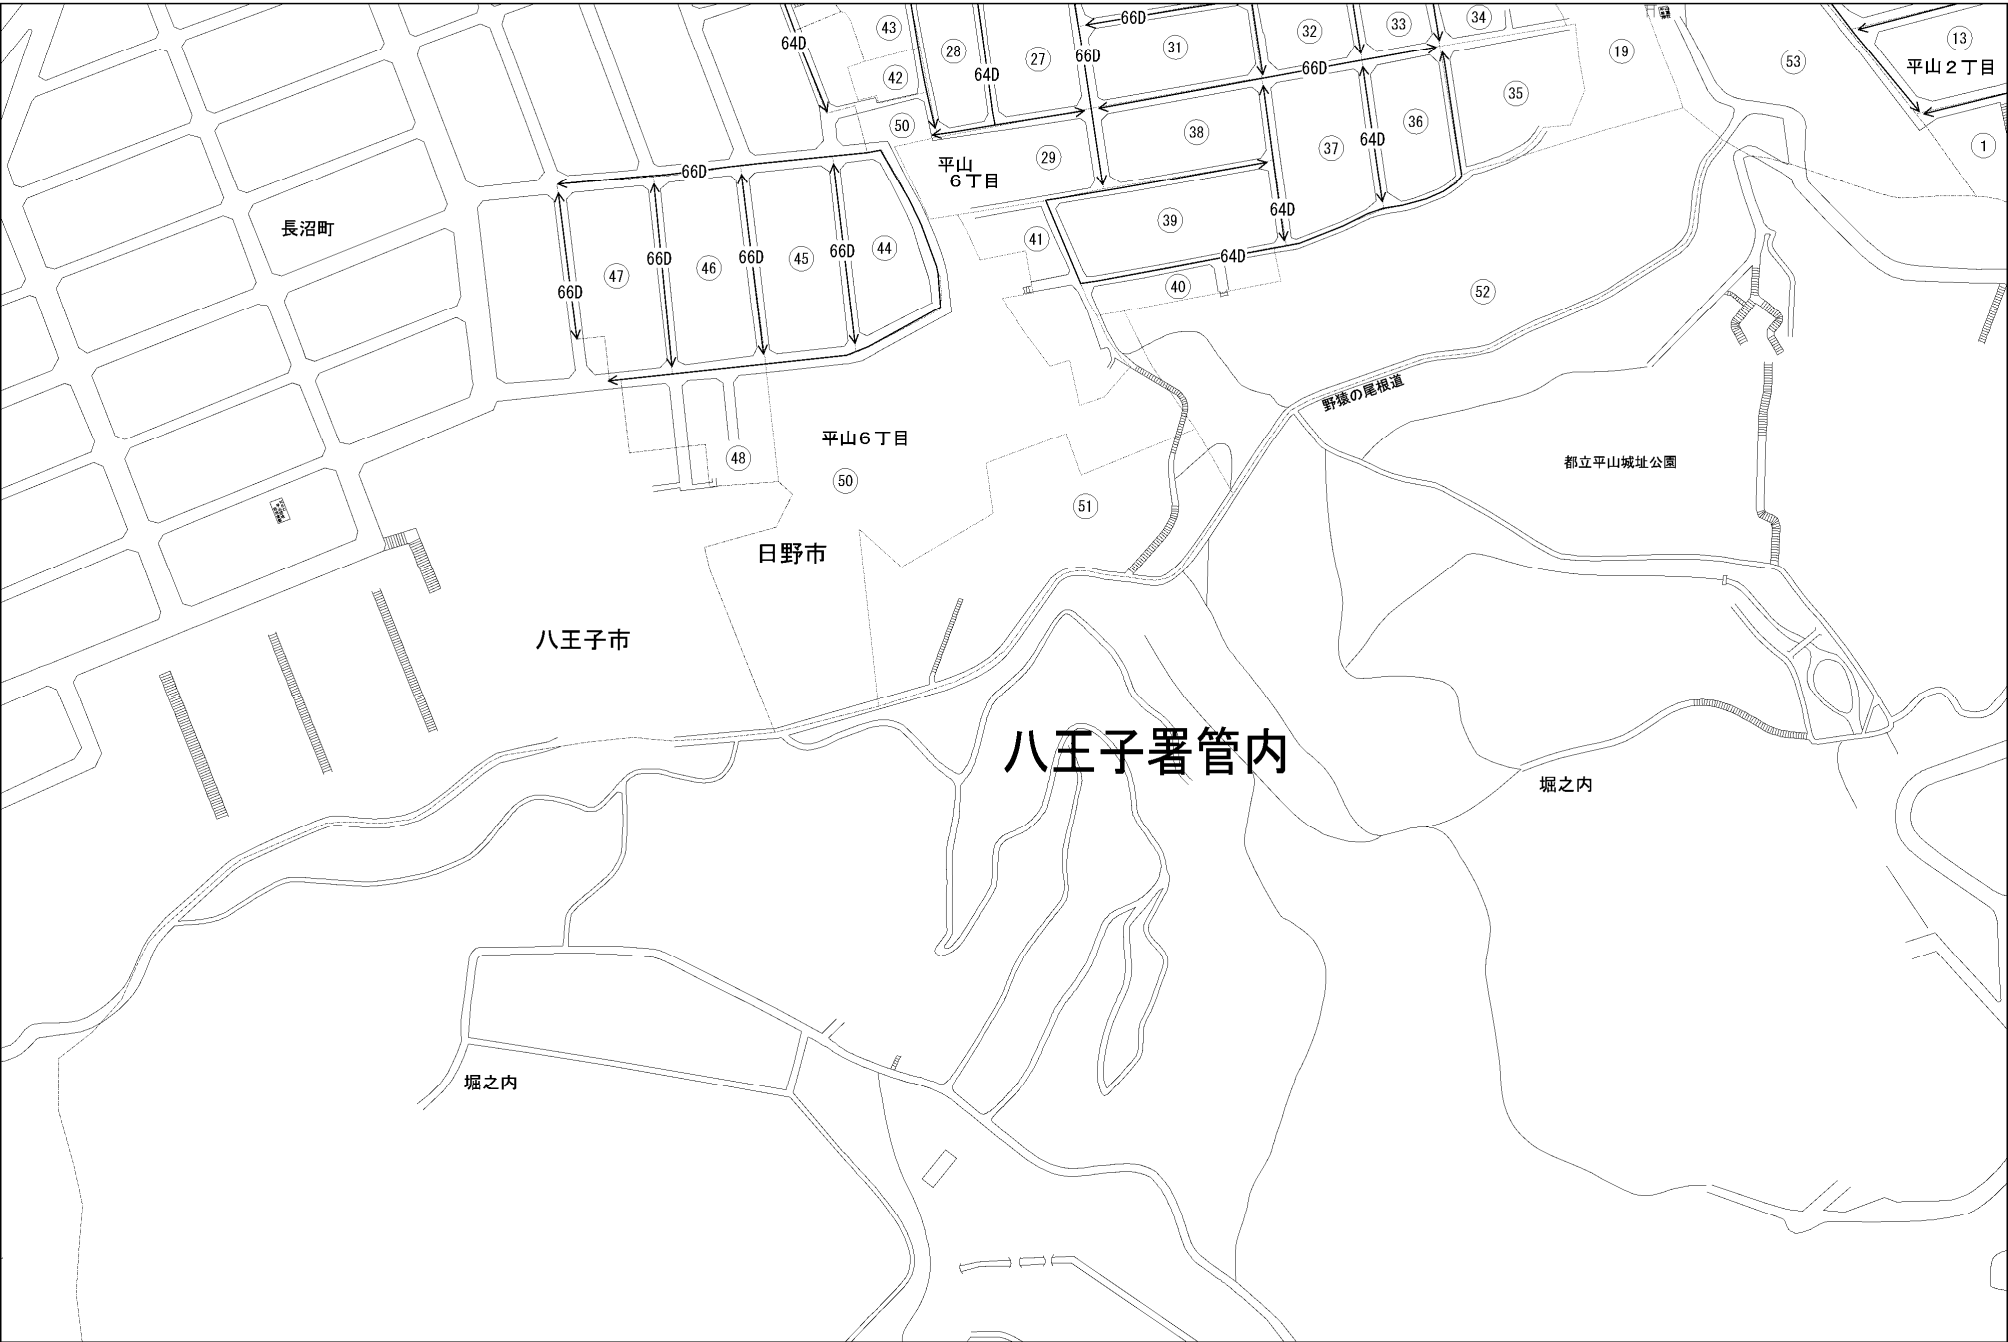 66D
43
28
27
31
32
33
34
19
53
13
平山２丁目
64D
42
64D
66D
66D
35
50
38
37
36
1
64D
平山
６丁目
29
66D
長沼町
39
64D
41
44
47
46
45
66D
66D
66D
66D
64D
40
52
野猿の尾根道
平山６丁目
48
都立平山城址公園
50
51
日野市
八王子市
八王子署管内
堀之内
堀之内